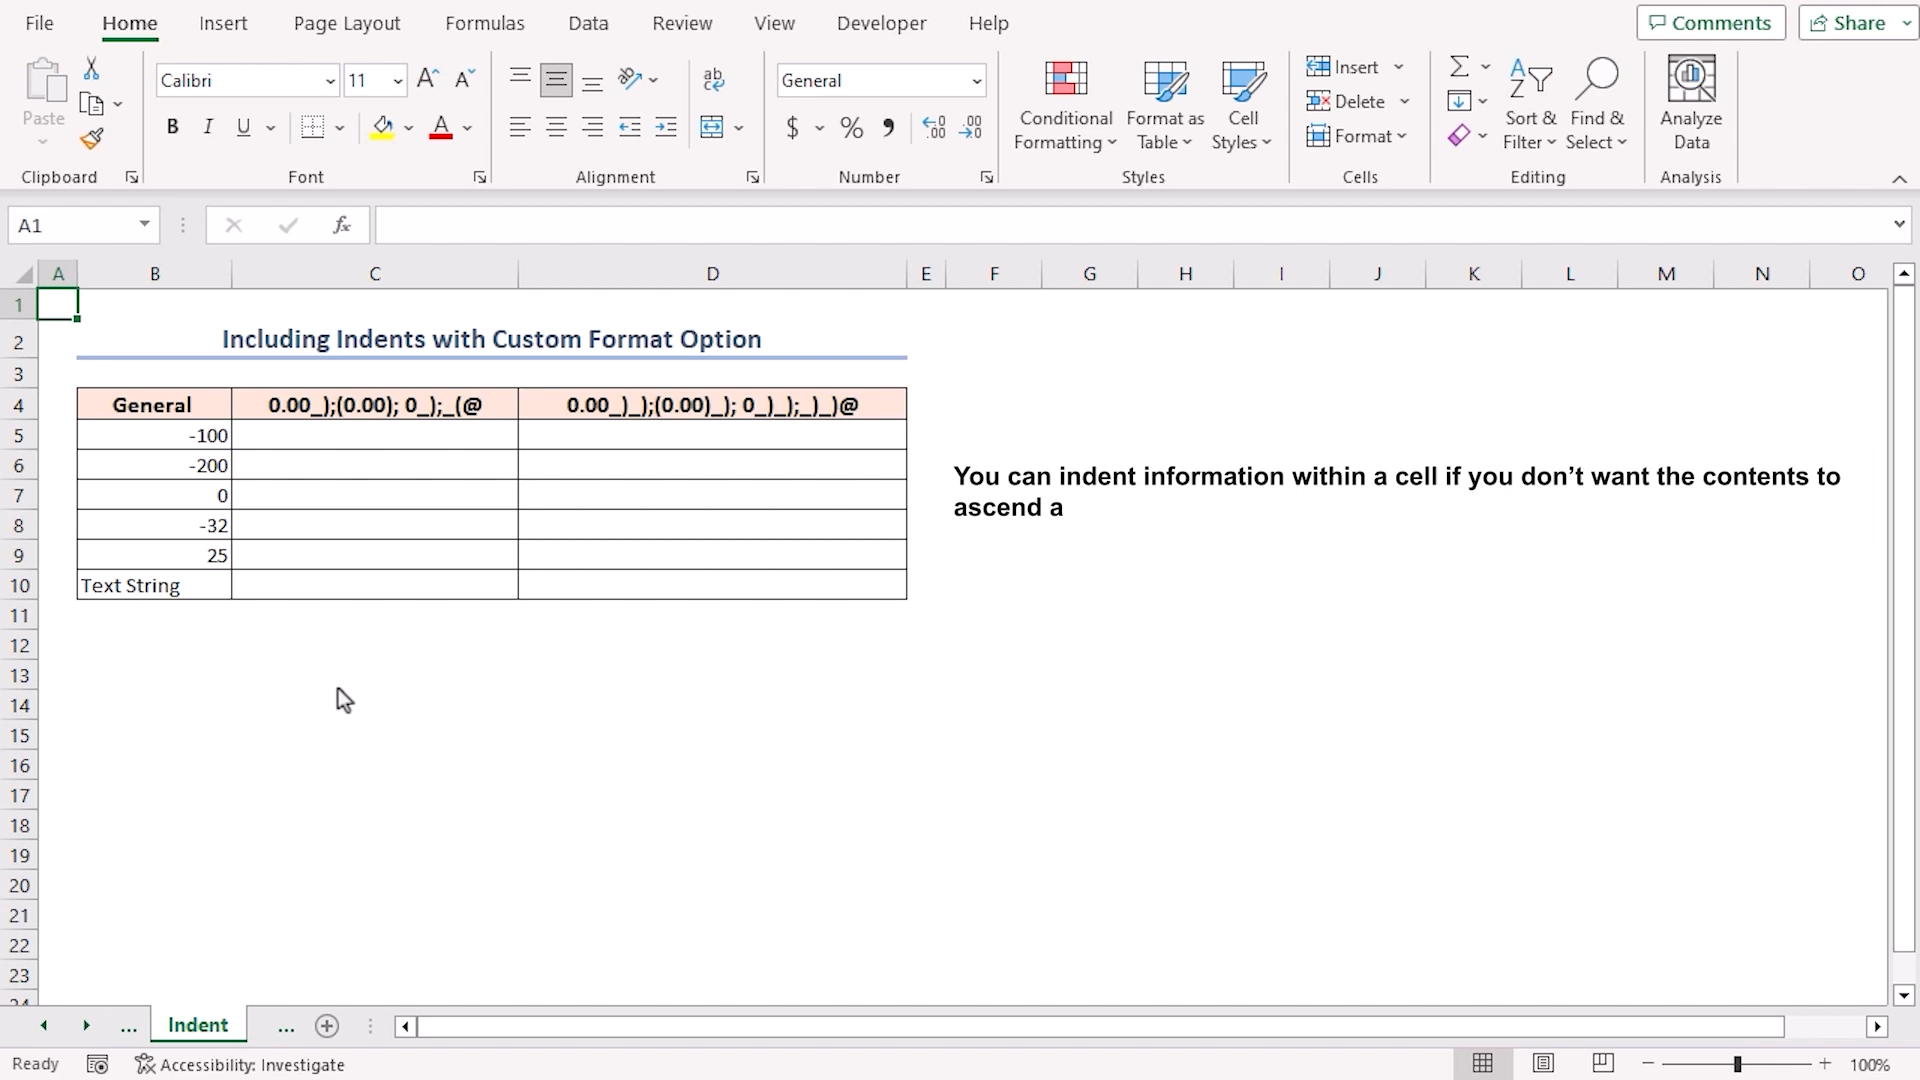 File Home Insert Page Layout Formulas Data Review View Developer Help Comments Share
Paste
Clipboard
Calibri 11
Font
Alignment
General
Number
Conditional Formatting
Format as Table
Cell Styles
Styles
Insert
Delete
Format
Cells
Sort & Filter
Find & Select
Editing
Analyze Data
Analysis
A1 fx
A B C D E F G H I J K L M N O
1
2 Including Indents with Custom Format Option
3
4 General 0.00_);(0.00); 0_);_(@ 0.00_)_);(0.00)_); 0_)_);_)_)@
5 -100
6 -200
7 0
8 -32
9 25
10 Text String
You can indent information within a cell if you don’t want the contents to
ascend a
11
12
13
14
15
16
17
18
19
20
21
22
23
24
... Indent ...
Ready Accessibility: Investigate 100%